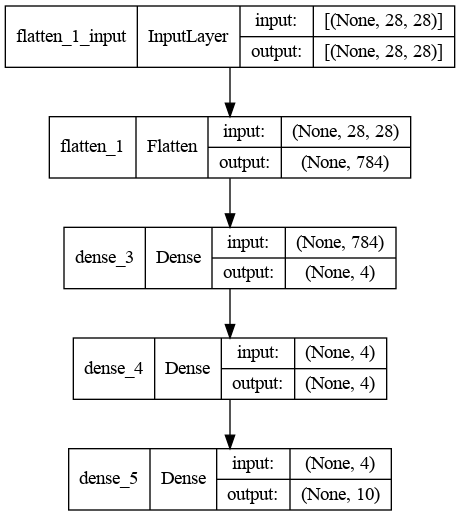 flatten_1_input InputLayer input: [(None, 28, 28)]
output: [(None, 28, 28)]
flatten_1 Flatten input: (None, 28, 28)
output: (None, 784)
dense_3 Dense input: (None, 784)
output: (None, 4)
dense_4 Dense input: (None, 4)
output: (None, 4)
dense_5 Dense input: (None, 4)
output: (None, 10)